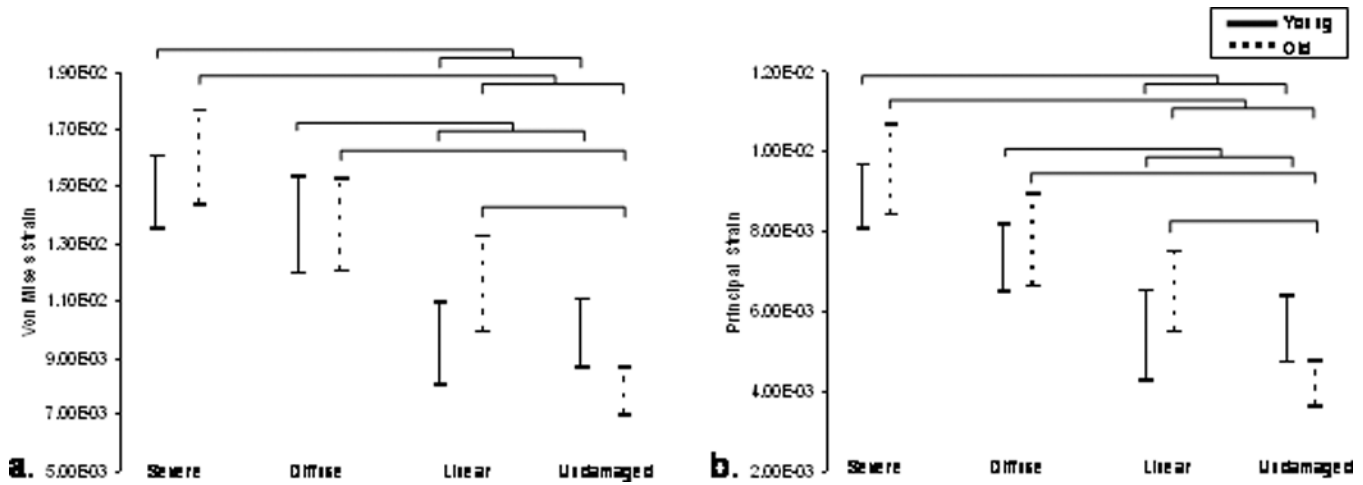 Young
Old
1.90E-02
1.70E-02
1.50E-02
1.30E-02
1.10E-02
9.00E-03
7.00E-03
5.00E-03
Von Mises Strain
a.
Severe
Diffuse
Linear
Undamaged
1.20E-02
1.00E-02
8.00E-03
6.00E-03
4.00E-03
2.00E-03
Principal Strain
b.
Severe
Diffuse
Linear
Undamaged